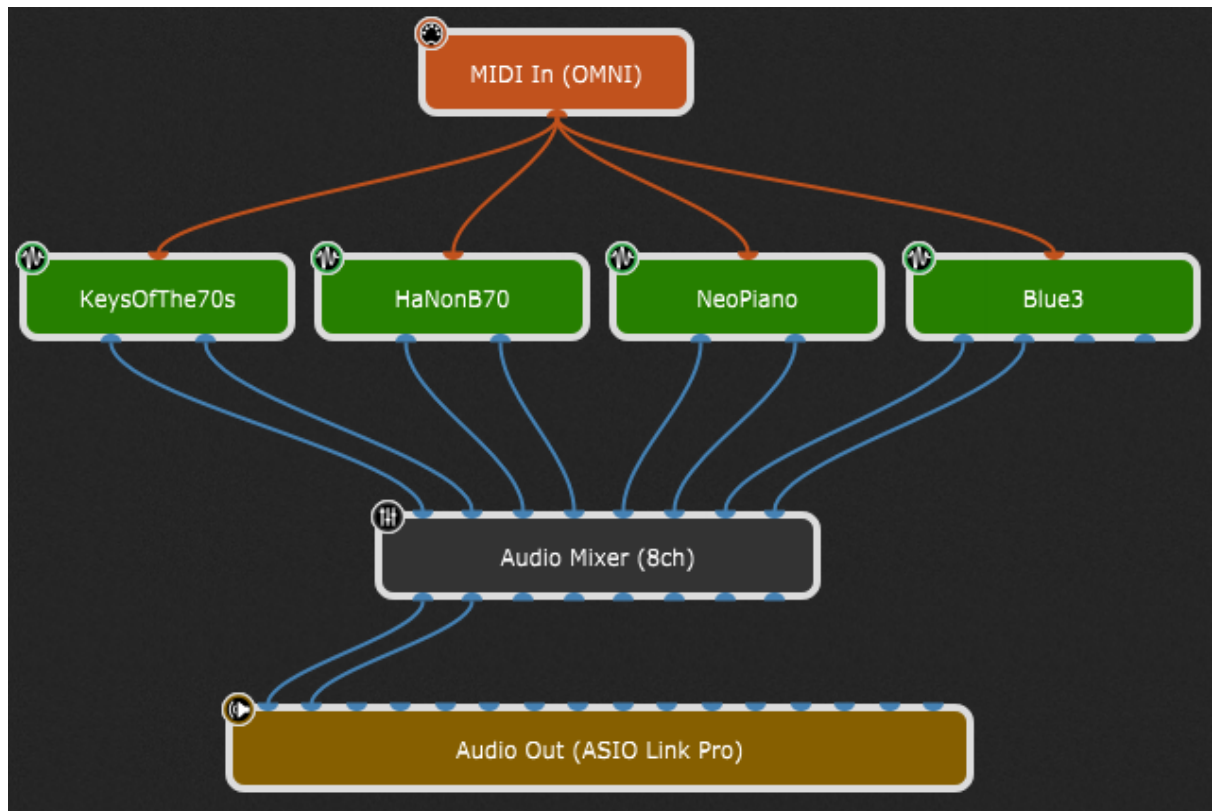 MIDI In (OMNI)
KeysOfThe70s
HaNonB70
NeoPiano
Blue3
Audio Mixer (8ch)
Audio Out (ASIO Link Pro)